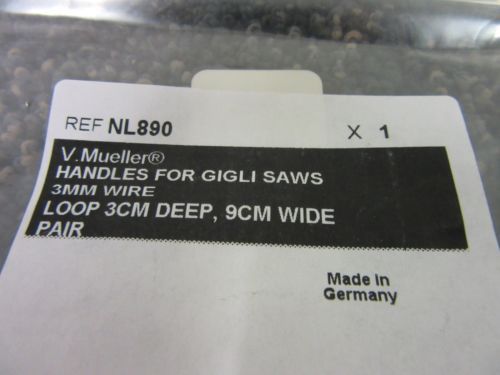 REF NL890 X 1
V.Mueller®
HANDLES FOR GIGLI SAWS
3MM WIRE
LOOP 3CM DEEP, 9CM WIDE
PAIR
Made in
Germany